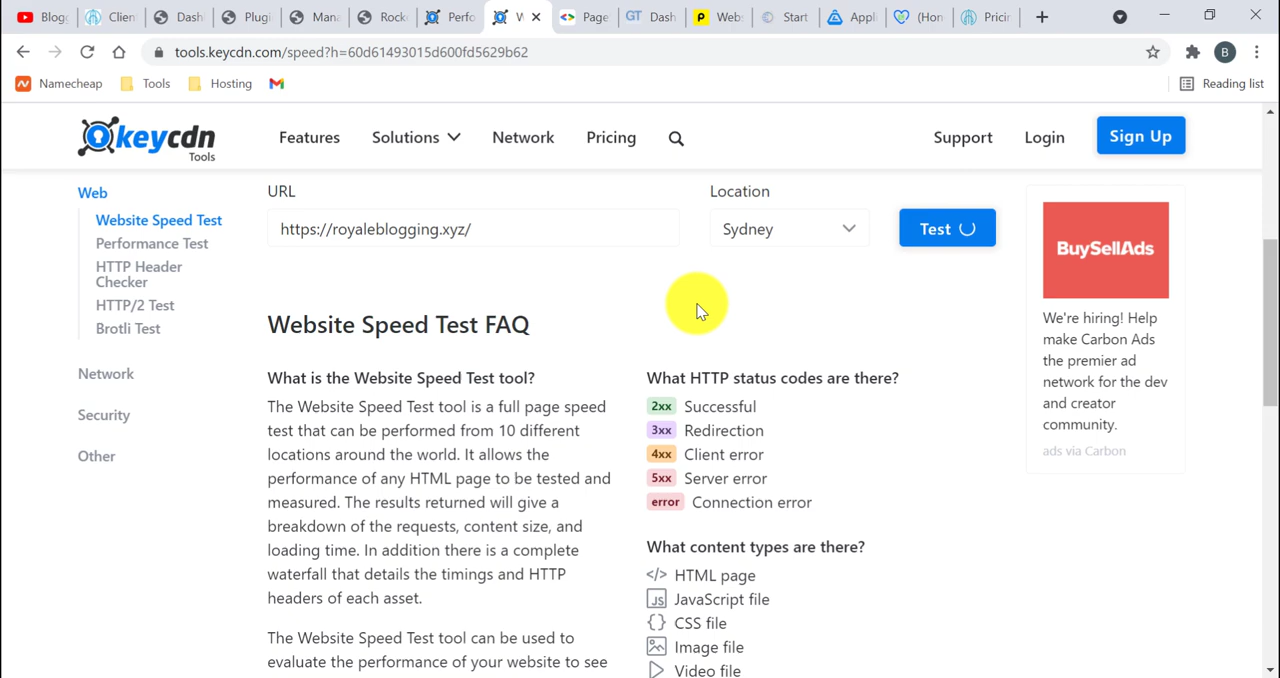 Blogg
Clien
Dash
Plugi
Mana
Rock
Perfo
W
Page
GT Dash
P Webs
Start
Appli
(Hon
Pricin
tools.keycdn.com/speed?h=60d61493015d600fd5629b62
B
Namecheap
Tools
Hosting
Reading list
keycdn
Tools
Features
Solutions
Network
Pricing
Support
Login
Sign Up
Web
Website Speed Test
Performance Test
HTTP Header
Checker
HTTP/2 Test
Brotli Test
Network
Security
Other
URL
Location
https://royaleblogging.xyz/
Sydney
Test
Website Speed Test FAQ
What is the Website Speed Test tool?
The Website Speed Test tool is a full page speed
test that can be performed from 10 different
locations around the world. It allows the
performance of any HTML page to be tested and
measured. The results returned will give a
breakdown of the requests, content size, and
loading time. In addition there is a complete
waterfall that details the timings and HTTP
headers of each asset.
The Website Speed Test tool can be used to
evaluate the performance of your website to see
What HTTP status codes are there?
2xx Successful
3xx Redirection
4xx Client error
5xx Server error
error Connection error
What content types are there?
</> HTML page
JS JavaScript file
{} CSS file
Image file
Video file
BuySellAds
We're hiring! Help
make Carbon Ads
the premier ad
network for the dev
and creator
community.
ads via Carbon